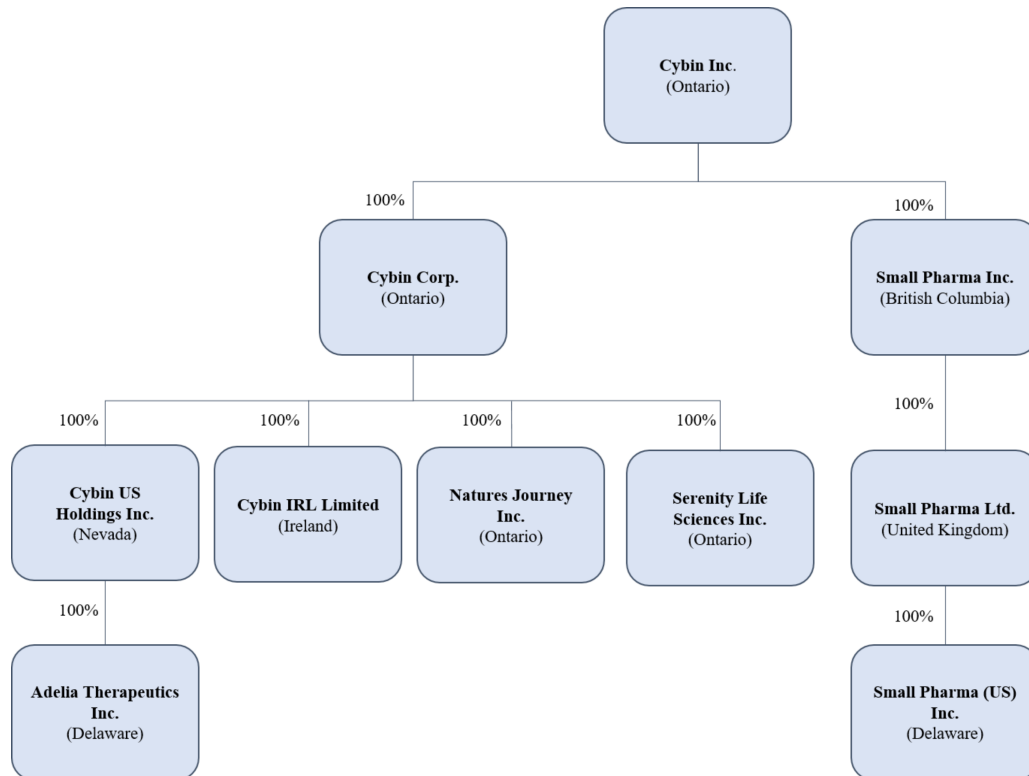 Cybin Inc.
(Ontario)
100%
100%
Cybin Corp.
(Ontario)
Small Pharma Inc.
(British Columbia)
100%
100%
100%
100%
100%
Cybin US
Holdings Inc.
(Nevada)
Cybin IRL Limited
(Ireland)
Natures Journey
Inc.
(Ontario)
Serenity Life
Sciences Inc.
(Ontario)
Small Pharma Ltd.
(United Kingdom)
100%
100%
Adelia Therapeutics
Inc.
(Delaware)
Small Pharma (US)
Inc.
(Delaware)